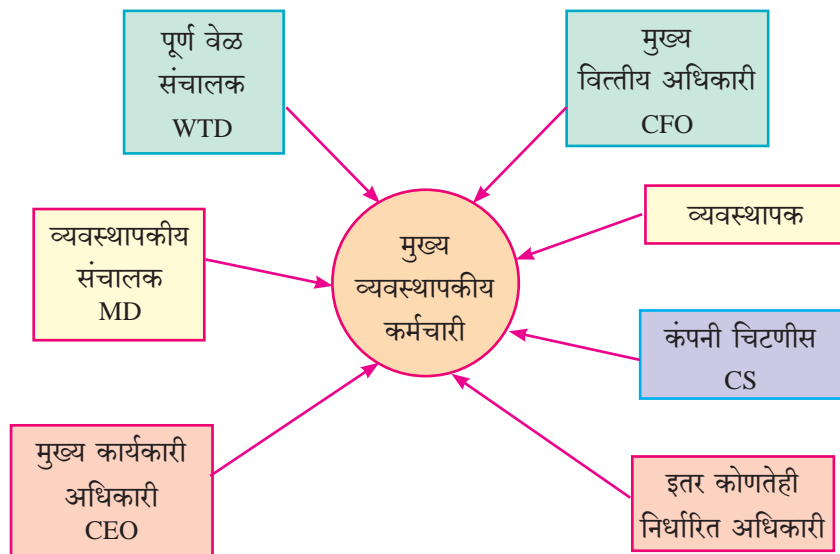 पूर्ण वेळ
संचालक
WTD
मुख्य
वित्तीय अधिकारी
CFO
व्यवस्थापकीय
संचालक
MD
मुख्य
व्यवस्थापकीय
कर्मचारी
व्यवस्थापक
कंपनी चिटणीस
CS
मुख्य कार्यकारी
अधिकारी
CEO
इतर कोणतेही
निर्धारित अधिकारी